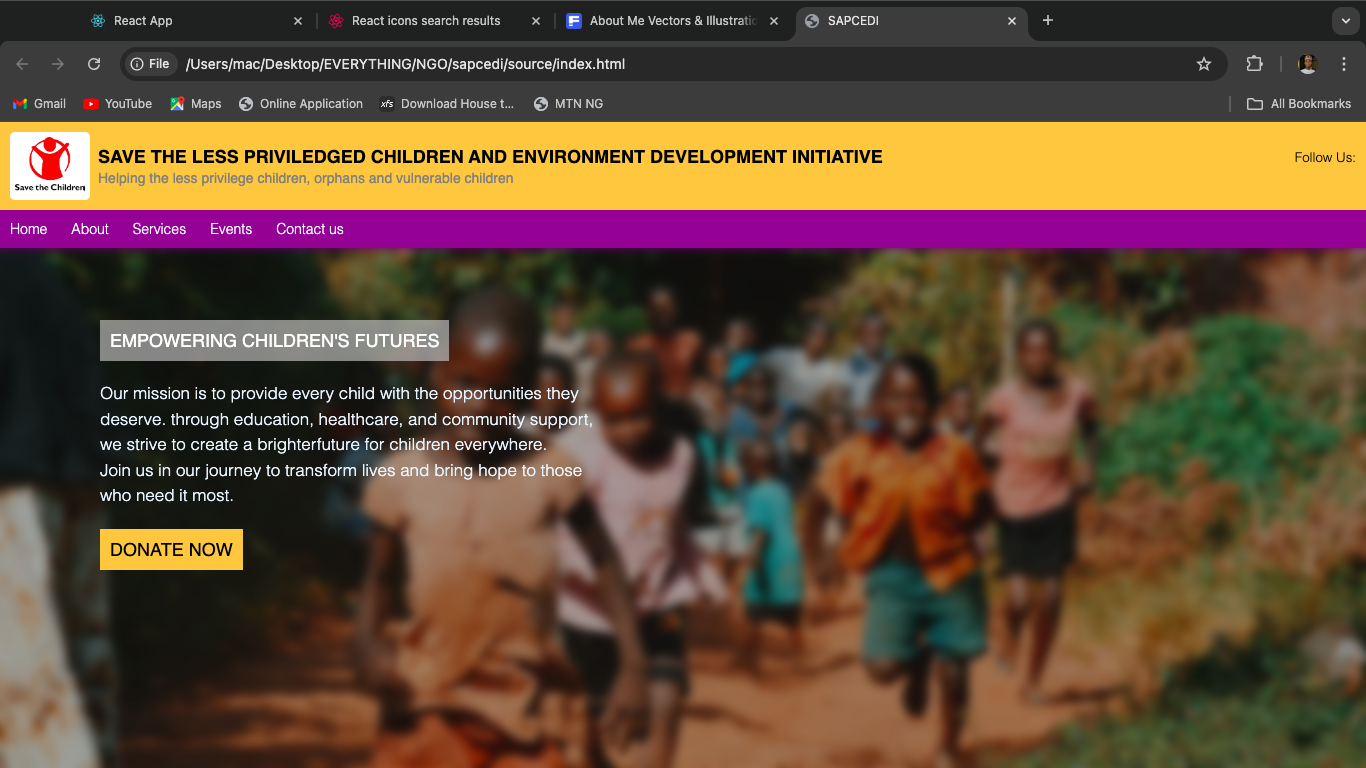 React App
React icons search results
About Me Vectors & Illustratic
SAPCEDI
File
/Users/mac/Desktop/EVERYTHING/NGO/sapcedi/source/index.html
Gmail
YouTube
Maps
Online Application
xfs Download House t...
MTN NG
All Bookmarks
Save the Children
SAVE THE LESS PRIVILEDGED CHILDREN AND ENVIRONMENT DEVELOPMENT INITIATIVE
Helping the less privilege children, orphans and vulnerable children
Follow Us:
Home
About
Services
Events
Contact us
EMPOWERING CHILDREN'S FUTURES
Our mission is to provide every child with the opportunities they
deserve. through education, healthcare, and community support,
we strive to create a brighterfuture for children everywhere.
Join us in our journey to transform lives and bring hope to those
who need it most.
DONATE NOW